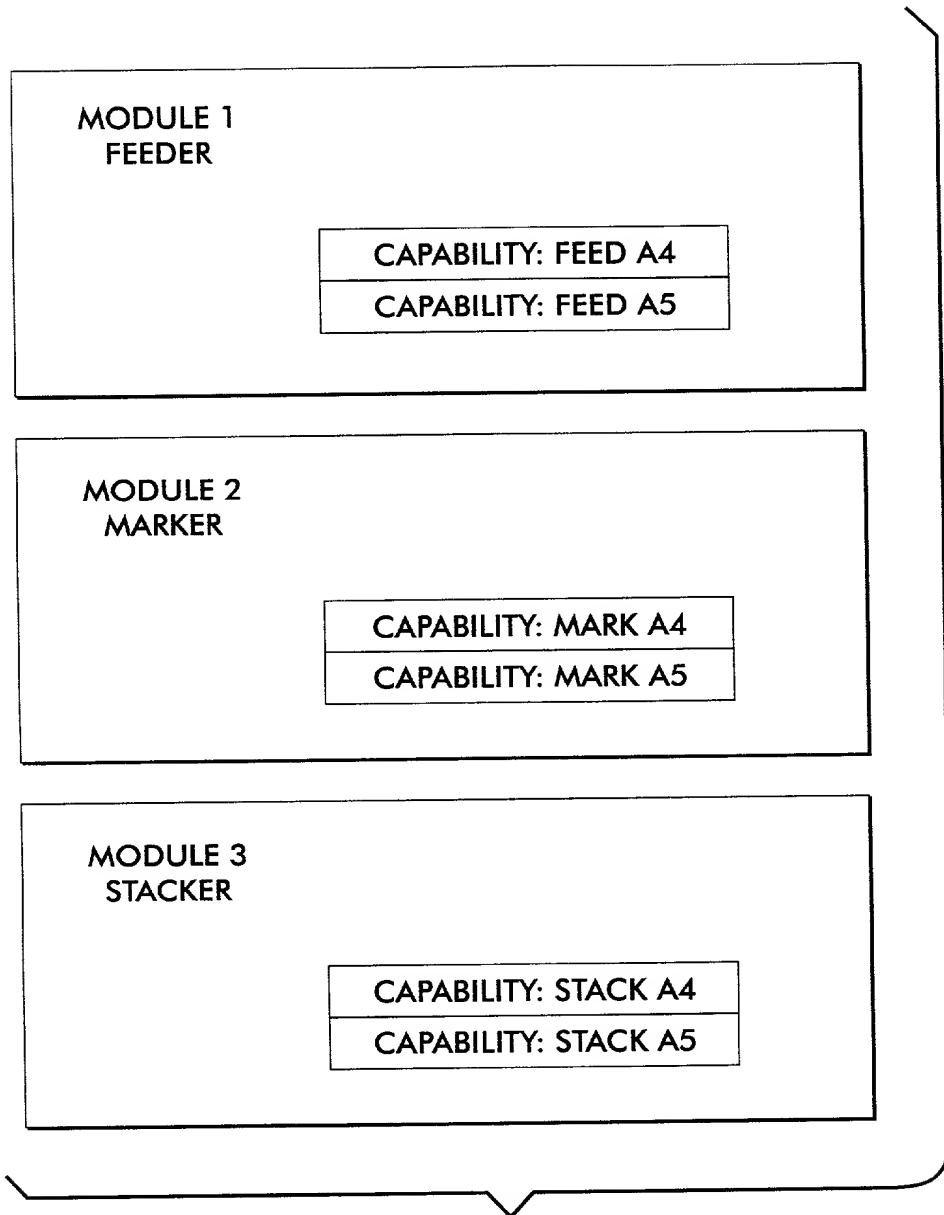 MODULE 1
FEEDER
CAPABILITY: FEED A4
CAPABILITY: FEED A5
MODULE 2
MARKER
CAPABILITY: MARK A4
CAPABILITY: MARK A5
MODULE 3
STACKER
CAPABILITY: STACK A4
CAPABILITY: STACK A5